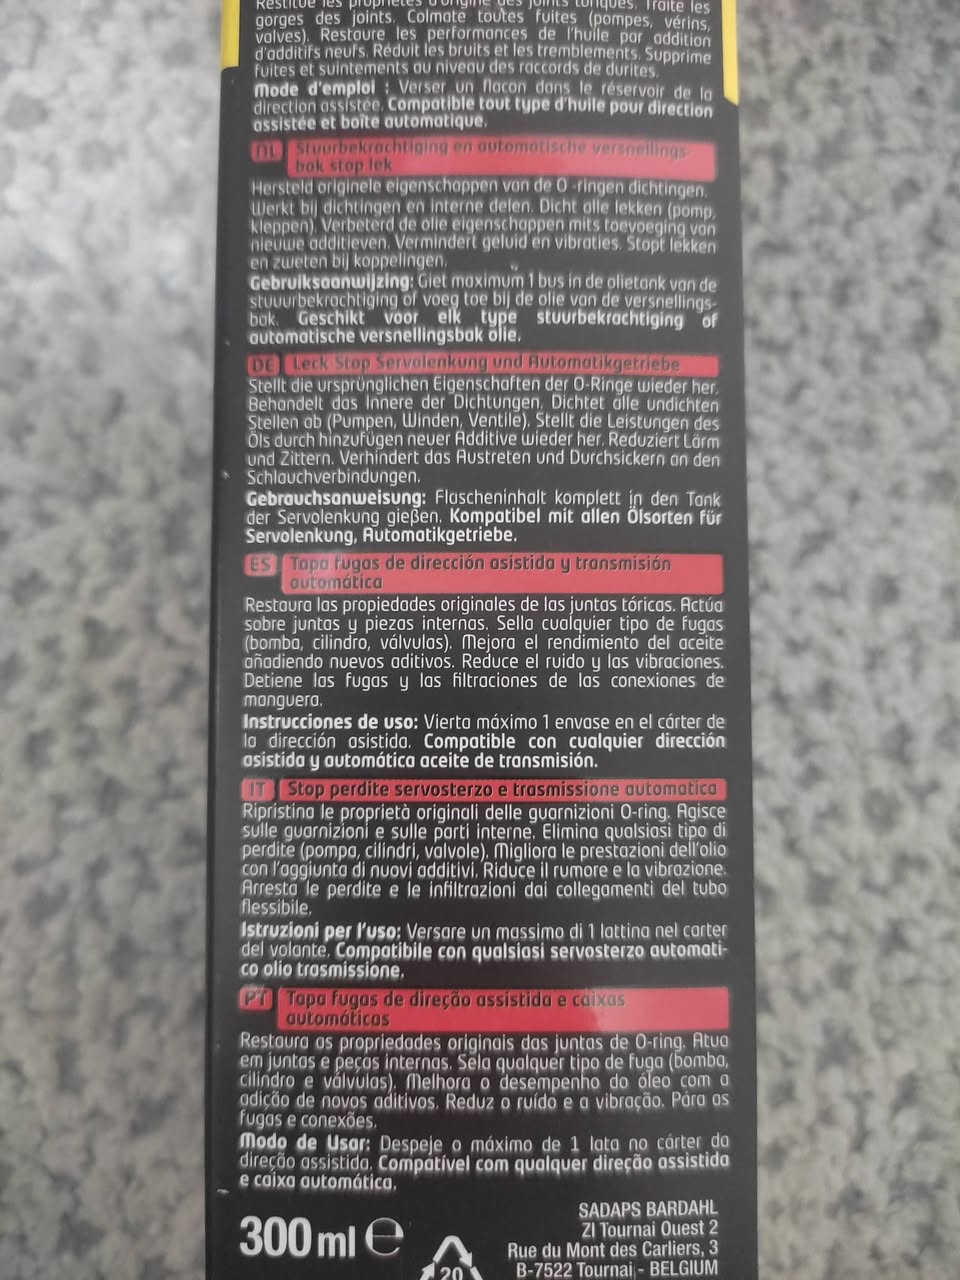 Restitue les propriétés d'origine des joints toriques. Traite les
gorges des joints. Colmate toutes fuites (pompes, vérins,
valves). Restaure les performances de l'huile par addition
d'additifs neufs. Réduit les bruits et les tremblements. Supprime
fuites et suintements au niveau des raccords de durites.
Mode d'emploi : Verser un flacon dans le réservoir de la
direction assistée. Compatible tout type d'huile pour direction
assistée et boîte automatique.
NL Stuurbekrachtiging en automatische versnellings-
bak stop lek
Hersteld originele eigenschappen van de O -ringen dichtingen.
Werkt bij dichtingen en interne delen. Dicht alle lekken (pomp,
kleppen). Verbeterd de olie eigenschappen mits toevoeging van
nieuwe additieven. Vermindert geluid en vibraties. Stopt lekken
en zweten bij koppelingen.
Gebruiksaanwijzing: Giet maximum 1 bus in de olietank van de
stuuurbekrachtiging of voeg toe bij de olie van de versnellings-
bak. Geschikt voor elk type stuurbekrachtiging of
automatische versnellingsbak olie.
DE Leck Stop Servolenkung und Automatikgetriebe
Stellt die ursprünglichen Eigenschaften der O-Ringe wieder her.
Behandelt das Innere der Dichtungen. Dichtet alle undichten
Stellen ab (Pumpen, Winden, Ventile). Stellt die Leistungen des
Öls durch hinzufügen neuer Additive wieder her. Reduziert Lärm
und Zittern. Verhindert das Austreten und Durchsickern an den
Schlauchverbindungen.
Gebrauchsanweisung: Flascheninhalt komplett in den Tank
der Servolenkung gießen. Kompatibel mit allen Ölsorten für
Servolenkung, Automatikgetriebe.
ES Tapa fugas de dirección asistida y transmisión
automática
Restaura las propiedades originales de las juntas tóricas. Actúa
sobre juntas y piezas internas. Sella cualquier tipo de fugas
(bomba, cilindro, válvulas). Mejora el rendimiento del aceite
añadiendo nuevos aditivos. Reduce el ruido y las vibraciones.
Detiene las fugas y las filtraciones de las conexiones de
manguera.
Instrucciones de uso: Vierta máximo 1 envase en el cárter de
la dirección asistida. Compatible con cualquier dirección
asistida y automática aceite de transmisión.
IT Stop perdite servosterzo e trasmissione automatica
Ripristina le proprietà originali delle guarnizioni O-ring. Agisce
sulle guarnizioni e sulle parti interne. Elimina qualsiasi tipo di
perdite (pompa, cilindri, valvole). Migliora le prestazioni dell'olio
con l'aggiunta di nuovi additivi. Riduce il rumore e la vibrazione.
Arresta le perdite e le infiltrazioni dai collegamenti del tubo
flessibile.
Istruzioni per l'uso: Versare un massimo di 1 lattina nel carter
del volante. Compatibile con qualsiasi servosterzo automati-
co olio trasmissione.
PT Tapa fugas de direção assistida e caixas
automáticas
Restaura as propriedades originais das juntas de O-ring. Atua
em juntas e peças internas. Sela qualquer tipo de fuga (bomba,
cilindro e válvulas). Melhora o desempenho do óleo com a
adição de novos aditivos. Reduz o ruído e a vibração. Pára as
fugas e conexões.
Modo de Usar: Despeje o máximo de 1 lata no cárter da
direção assistida. Compatível com qualquer direção assistida
e caixa automática.
300 ml ℮
SADAPS BARDAHL
ZI Tournai Ouest 2
Rue du Mont des Carliers, 3
B-7522 Tournai - BELGIUM
20